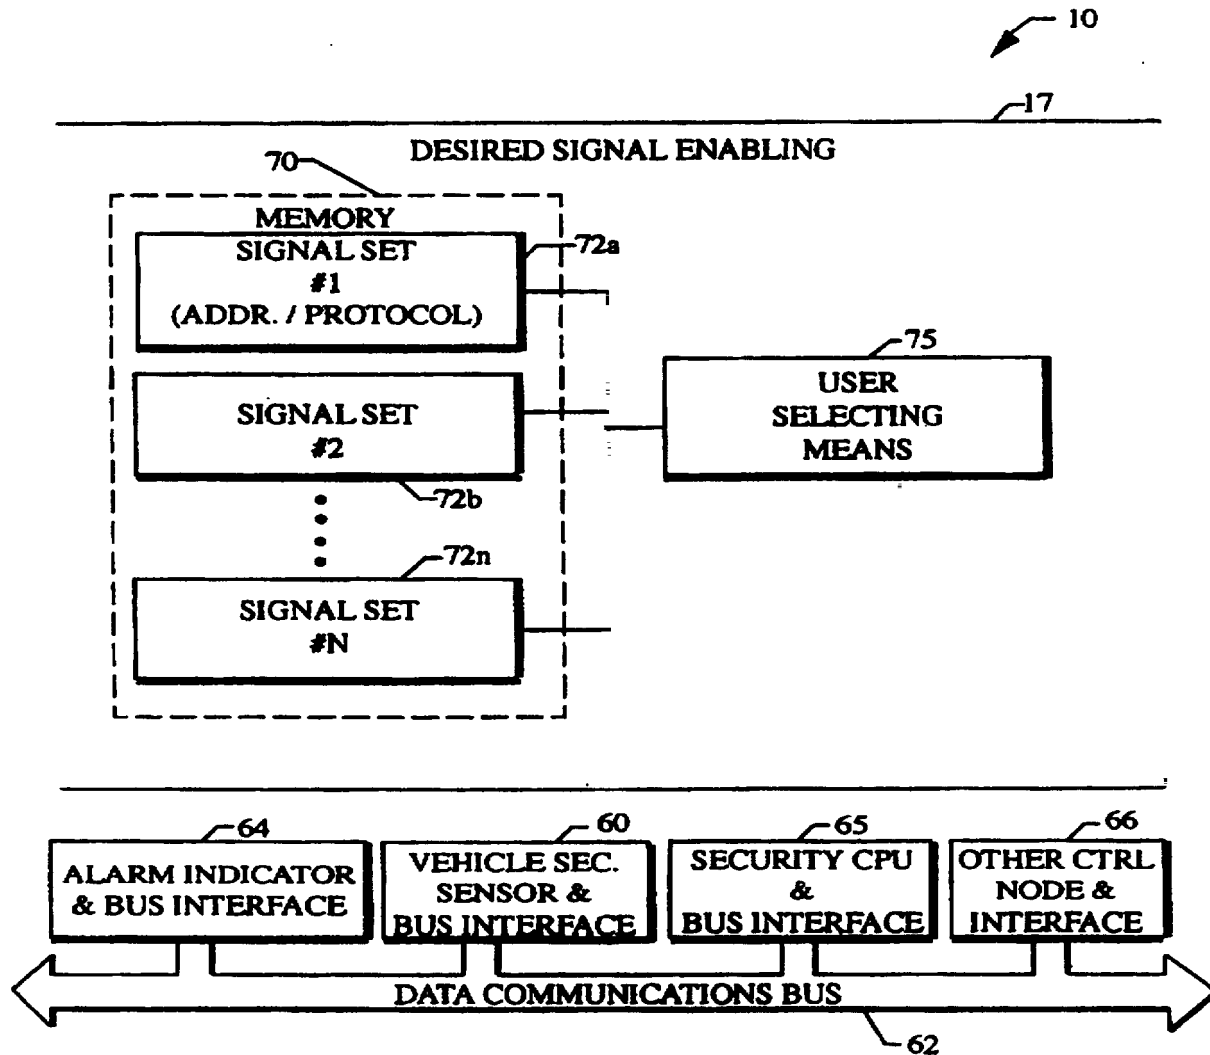 10
17
DESIRED SIGNAL ENABLING
70
MEMORY
SIGNAL SET
#1
(ADDR. / PROTOCOL)
72a
SIGNAL SET
#2
72b
75
USER
SELECTING
MEANS
72n
SIGNAL SET
#N
64
ALARM INDICATOR
& BUS INTERFACE
60
VEHICLE SEC.
SENSOR &
BUS INTERFACE
65
SECURITY CPU
&
BUS INTERFACE
66
OTHER CTRL
NODE &
INTERFACE
DATA COMMUNICATIONS BUS
62